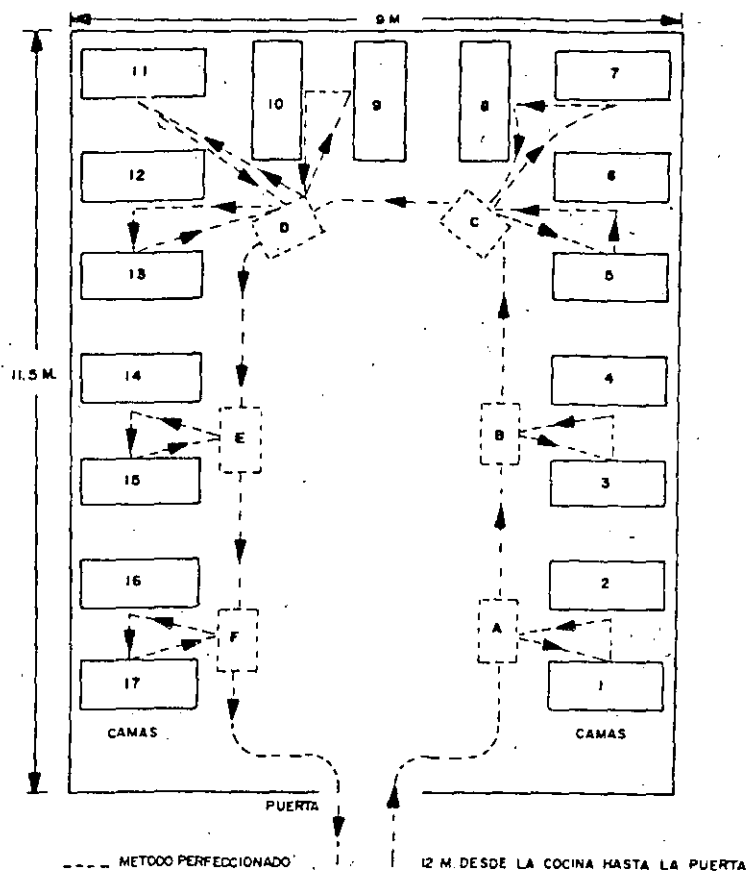 9 M
11
10
9
8
7
12
6
D
C
13
5
11.5 M.
14
4
E
B
15
3
16
2
F
A
17
1
CAMAS
CAMAS
PUERTA
---- METODO PERFECCIONADO
12 M. DESDE LA COCINA HASTA LA PUERTA